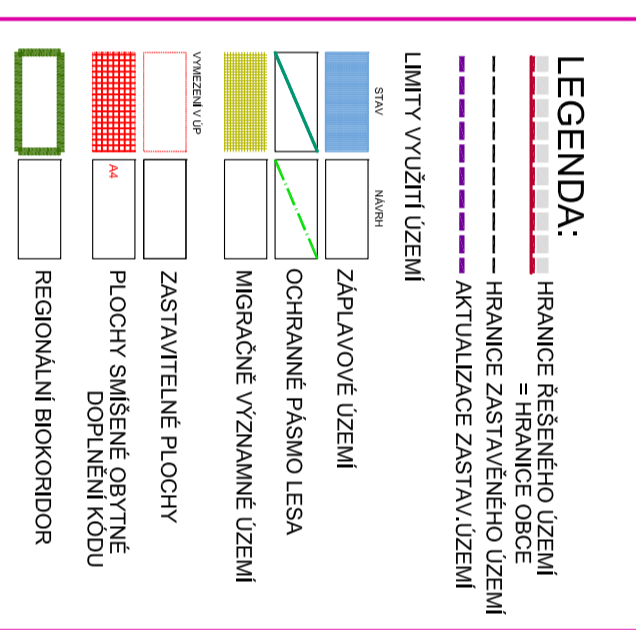 LEGENDA:
HRANICE ŘEŠENÉHO ÚZEMÍ
= HRANICE OBCE
HRANICE ZASTAVĚNÉHO ÚZEMÍ
AKTUALIZACE ZASTAV.ÚZEMÍ
LIMITY VYUŽITÍ ÚZEMÍ
STAV NÁVRH
ZÁPLAVOVÉ ÚZEMÍ
OCHRANNÉ PÁSMO LESA
MIGRAČNĚ VÝZNAMNÉ ÚZEMÍ
VYMEZENÍ V ÚP
ZASTAVITELNÉ PLOCHY
A4 PLOCHY SMÍŠENÉ OBYTNÉ
DOPLNĚNÍ KÓDU
REGIONÁLNÍ BIOKORIDOR